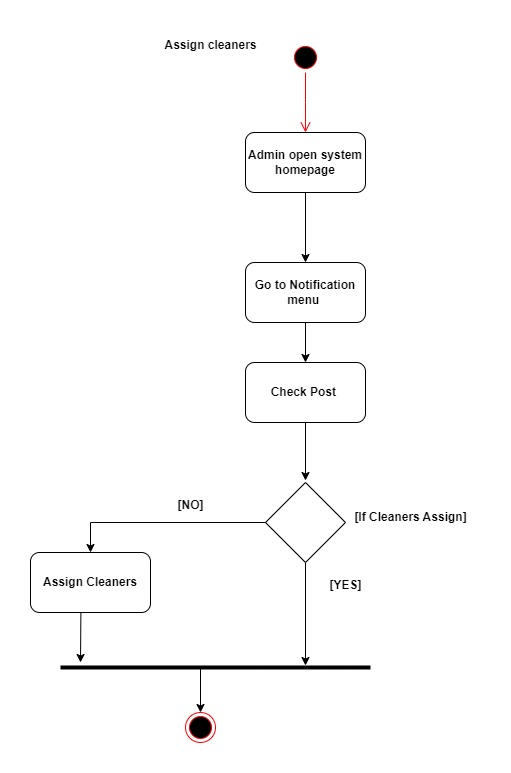 Assign cleaners
Admin open system
homepage
Go to Notification
menu
Check Post
[NO]
[If Cleaners Assign]
Assign Cleaners
[YES]